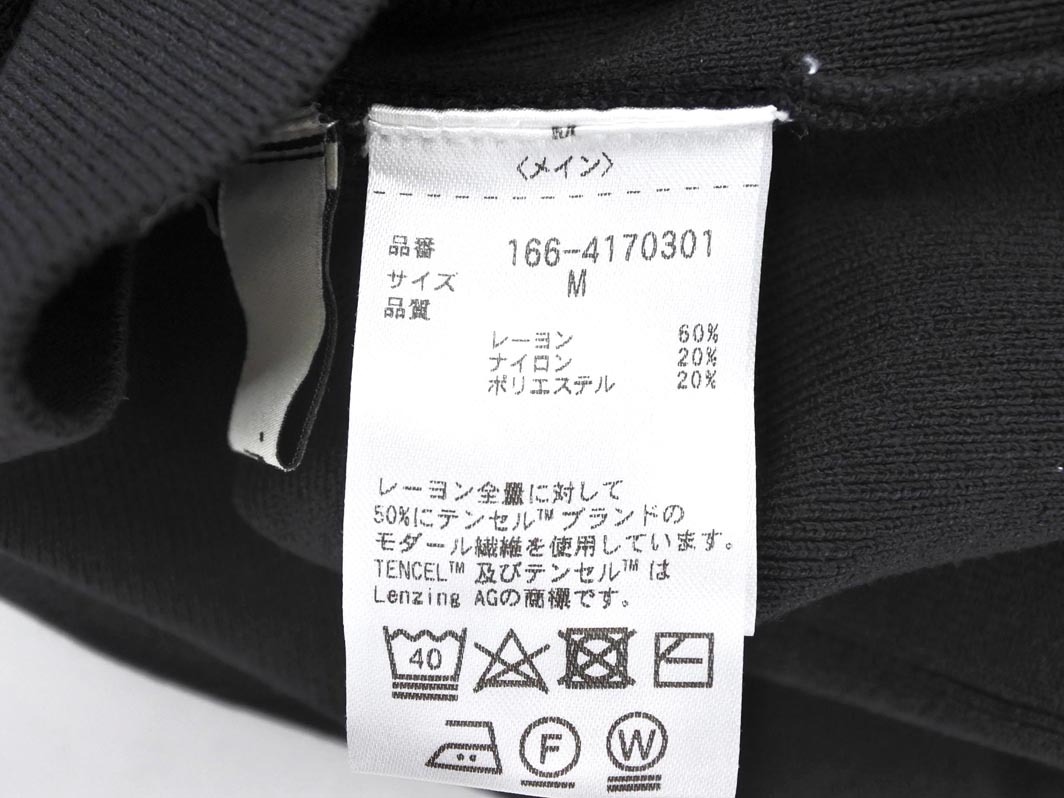 M
〈メイン〉
品番 166-4170301
サイズ M
品質
レーヨン 60%
ナイロン 20%
ポリエステル 20%
レーヨン全量に対して
50%にテンセル™ブランドの
モダール繊維を使用しています。
TENCEL™ 及びテンセル™ は
Lenzing AGの商標です。
40
F W